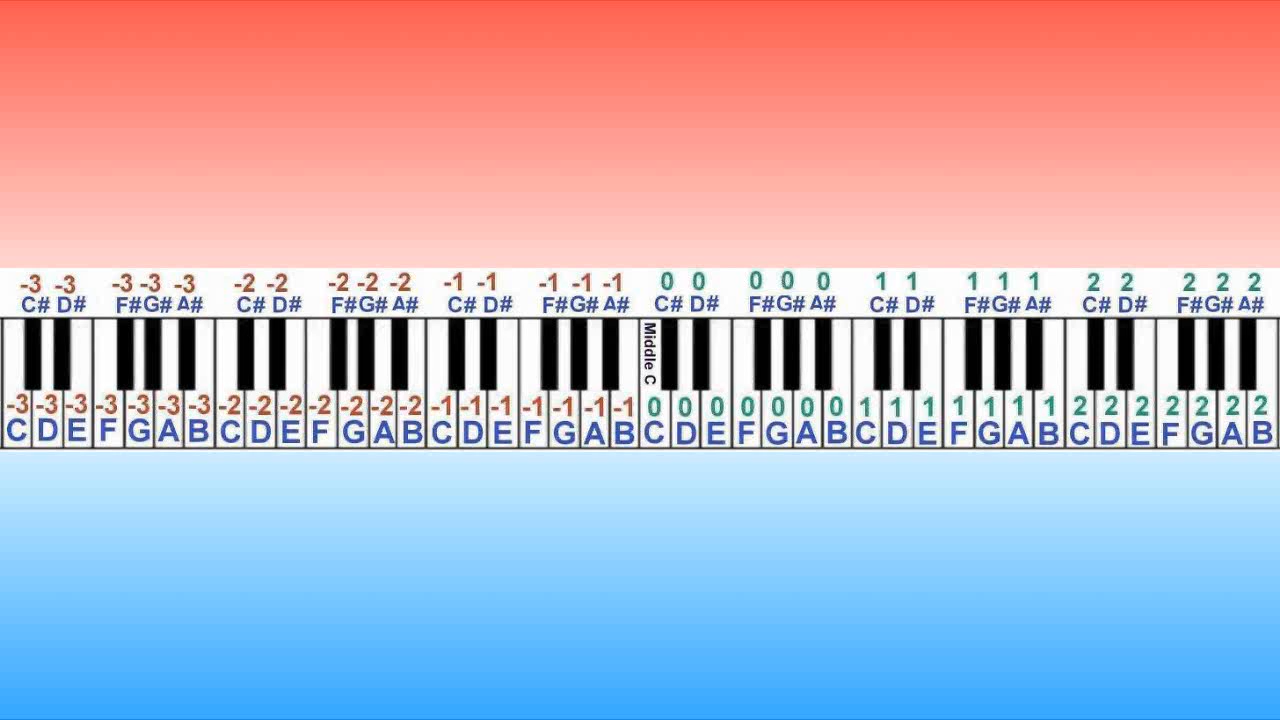 -3 -3 -3 -3 -3 -2 -2 -2 -2 -2 -1 -1 -1 -1 -1 0 0 0 0 0 1 1 1 1 1 2 2 2 2 2
C# D# F# G# A# C# D# F# G# A# C# D# F# G# A# C# D# F# G# A# C# D# F# G# A# C# D# F# G# A#
Middle C
-3 -3 -3 -3 -3 -3 -3 -2 -2 -2 -2 -2 -2 -2 -1 -1 -1 -1 -1 -1 -1 0 0 0 0 0 0 0 1 1 1 1 1 1 1 2 2 2 2 2 2 2
C D E F G A B C D E F G A B C D E F G A B C D E F G A B C D E F G A B C D E F G A B